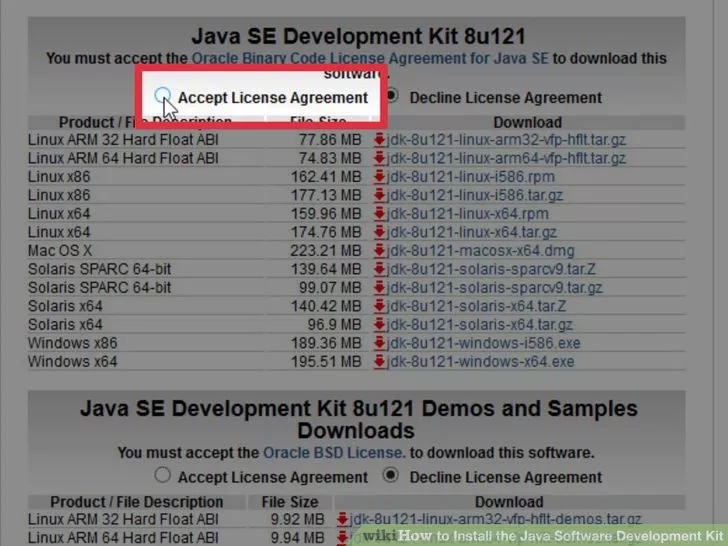 Java SE Development Kit 8u121
You must accept the Oracle Binary Code License Agreement for Java SE to download this
software.
Accept License Agreement Decline License Agreement
Product / File Description File Size Download
Linux ARM 32 Hard Float ABI 77.86 MB jdk-8u121-linux-arm32-vfp-hflt.tar.gz
Linux ARM 64 Hard Float ABI 74.83 MB jdk-8u121-linux-arm64-vfp-hflt.tar.gz
Linux x86 162.41 MB jdk-8u121-linux-i586.rpm
Linux x86 177.13 MB jdk-8u121-linux-i586.tar.gz
Linux x64 159.96 MB jdk-8u121-linux-x64.rpm
Linux x64 174.76 MB jdk-8u121-linux-x64.tar.gz
Mac OS X 223.21 MB jdk-8u121-macosx-x64.dmg
Solaris SPARC 64-bit 139.64 MB jdk-8u121-solaris-sparcv9.tar.Z
Solaris SPARC 64-bit 99.07 MB jdk-8u121-solaris-sparcv9.tar.gz
Solaris x64 140.42 MB jdk-8u121-solaris-x64.tar.Z
Solaris x64 96.9 MB jdk-8u121-solaris-x64.tar.gz
Windows x86 189.36 MB jdk-8u121-windows-i586.exe
Windows x64 195.51 MB jdk-8u121-windows-x64.exe
Java SE Development Kit 8u121 Demos and Samples
Downloads
You must accept the Oracle BSD License. to download this software.
Accept License Agreement Decline License Agreement
Product / File Description File Size Download
Linux ARM 32 Hard Float ABI 9.92 MB jdk-8u121-linux-arm32-vfp-hflt-demos.tar.gz
Linux ARM 64 Hard Float ABI 9.94 MB
wikiHow to Install the Java Software Development Kit